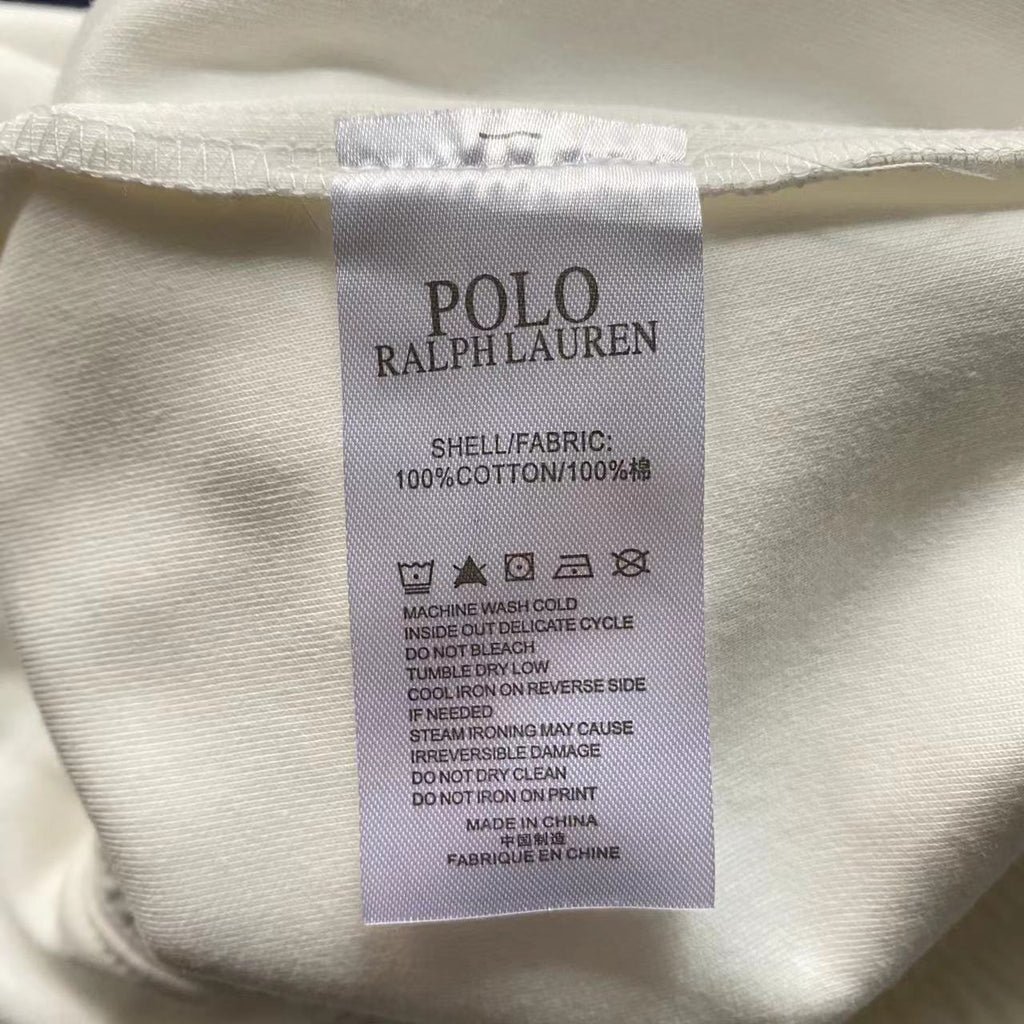 POLO
RALPH LAUREN
SHELL/FABRIC:
100%COTTON/100%棉
MACHINE WASH COLD
INSIDE OUT DELICATE CYCLE
DO NOT BLEACH
TUMBLE DRY LOW
COOL IRON ON REVERSE SIDE
IF NEEDED
STEAM IRONING MAY CAUSE
IRREVERSIBLE DAMAGE
DO NOT DRY CLEAN
DO NOT IRON ON PRINT
MADE IN CHINA
中国制造
FABRIQUE EN CHINE